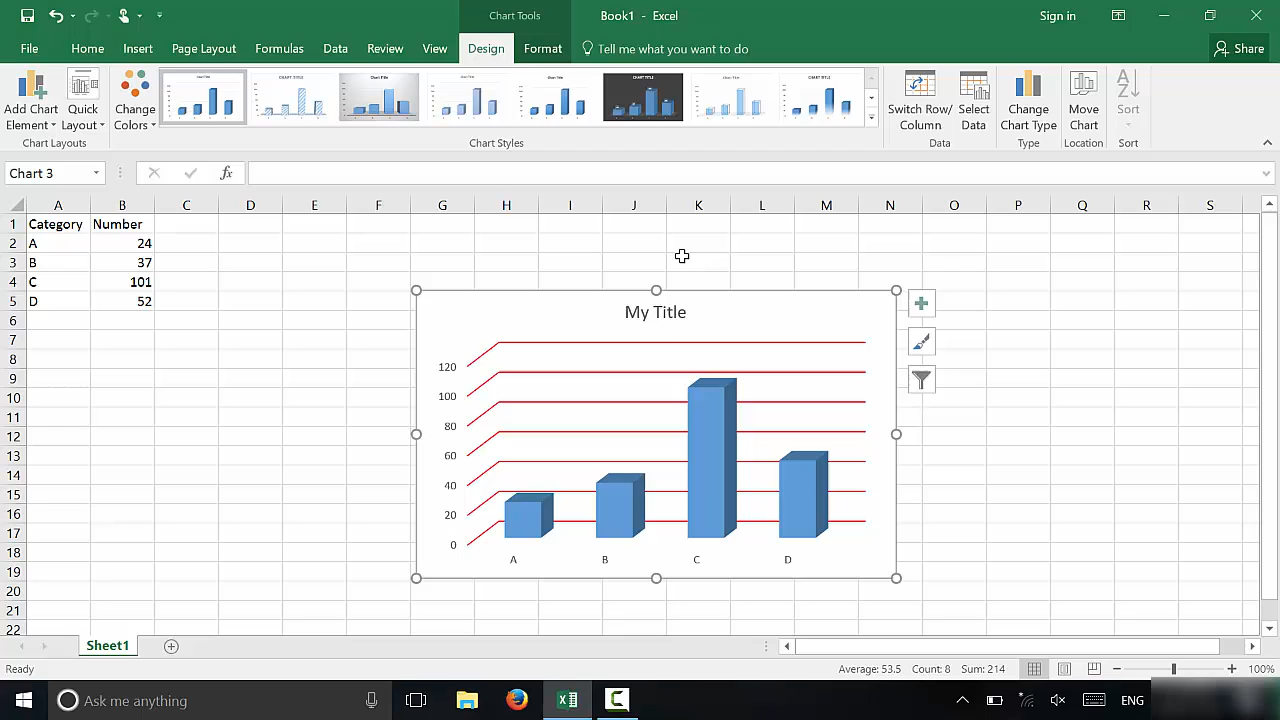 Chart Tools
Book1 - Excel
Sign in
File
Home
Insert
Page Layout
Formulas
Data
Review
View
Design
Format
Tell me what you want to do
Share
Add Chart
Element
Quick
Layout
Change
Colors
Switch Row/
Column
Select
Data
Change
Chart Type
Move
Chart
Sort
Chart Layouts
Chart Styles
Data
Type
Location
Sort
Chart 3
fx
A B C D E F G H I J K L M N O P Q R S
1 Category Number
2 A 24
3 B 37
4 C 101
5 D 52
6
7
8
9
10
11
12
13
14
15
16
17
18
19
20
21
22
My Title
120
100
80
60
40
20
0
A B C D
Sheet1
Ready
Average: 53.5 Count: 8 Sum: 214
100%
Ask me anything
ENG